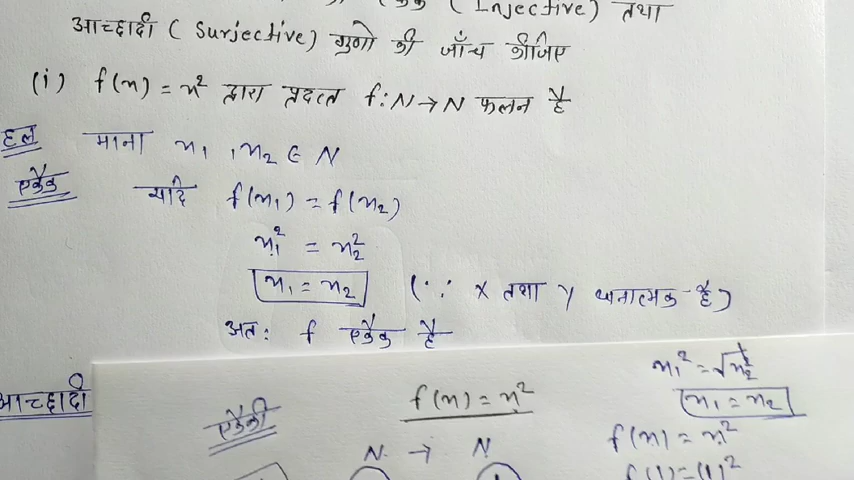 (Injective) तथा
आच्छादी (Surjective) गुणो की जाँच कीजिए
(i) f(x) = x² द्वारा प्रदत्त f: N → N फलन है
हल माना x₁, x₂ ∈ N
एकैक यदि f(x₁) = f(x₂)
x₁² = x₂²
x₁ = x₂ (∵ x तथा y धनात्मक है)
अतः f एकैक है
आच्छादी
एकैकी f(x) = x²
N → N
x₁² = √x₂²
x₁ = x₂
f(x) = x²
f(1) = (1)²